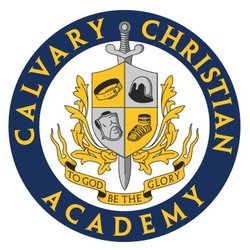 CALVARY CHRISTIAN
ACADEMY
TO GOD BE THE GLORY